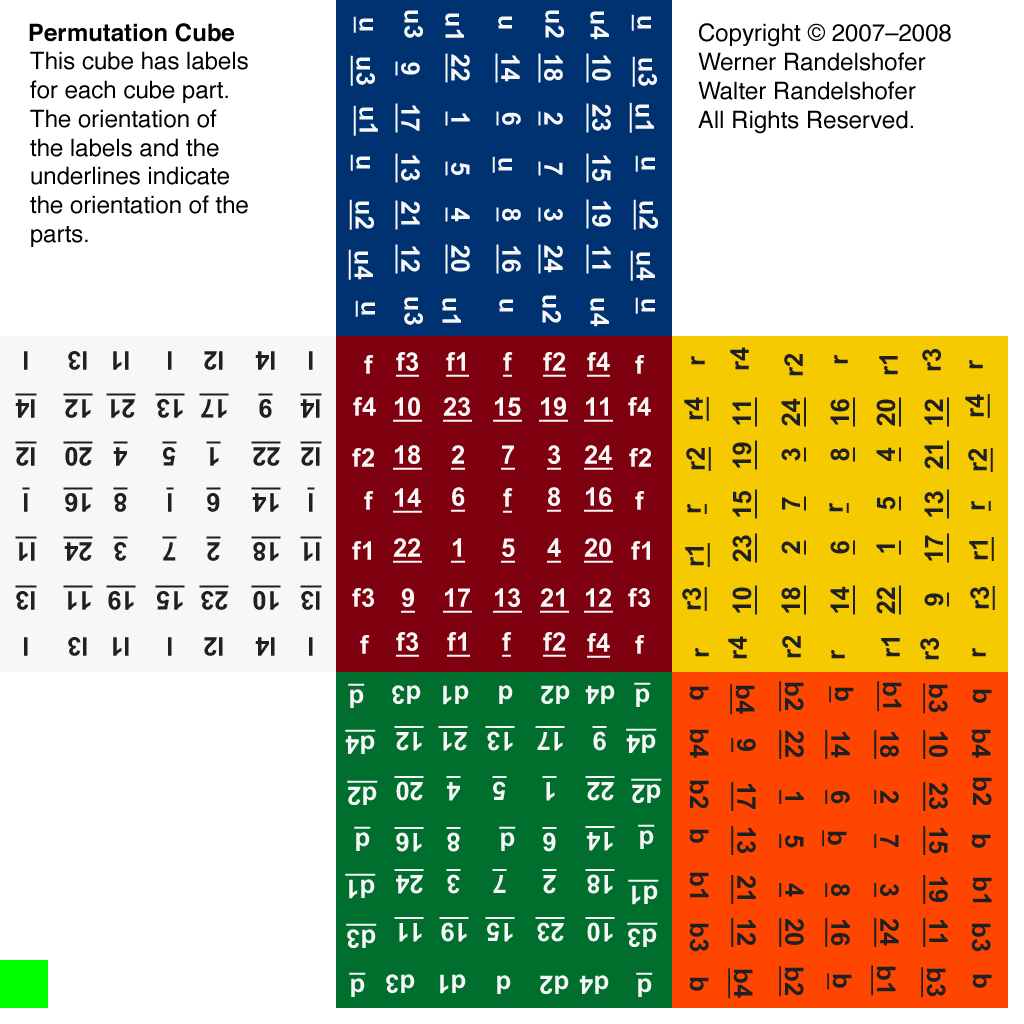 Permutation Cube
This cube has labels
for each cube part.
The orientation of
the labels and the
underlines indicate
the orientation of the
parts.
Copyright © 2007–2008
Werner Randelshofer
Walter Randelshofer
All Rights Reserved.
u u3 u1 u u2 u4 u
u3 9 22 14 18 10 u3
u1 17 1 6 2 23 u1
u 13 5 u 7 15 u
u2 21 4 8 3 19 u2
u4 12 20 16 24 11 u4
u u3 u1 u u2 u4 u
l l3 l1 l l2 l4 l
l4 12 21 13 17 9 l4
l2 20 4 5 1 22 l2
l 16 8 l 6 14 l
l1 24 3 7 2 18 l1
l3 11 19 15 23 10 l3
l l3 l1 l l2 l4 l
f f3 f1 f f2 f4 f
f4 10 23 15 19 11 f4
f2 18 2 7 3 24 f2
f 14 6 f 8 16 f
f1 22 1 5 4 20 f1
f3 9 17 13 21 12 f3
f f3 f1 f f2 f4 f
r r4 r2 r r1 r3 r
r4 11 24 16 20 12 r4
r2 19 3 8 4 21 r2
r 15 7 r 5 13 r
r1 23 2 6 1 17 r1
r3 10 18 14 22 9 r3
r r4 r2 r r1 r3 r
d d3 d1 d d2 d4 d
d4 12 21 13 17 9 d4
d2 20 4 5 1 22 d2
d 16 8 d 6 14 d
d1 24 3 7 2 18 d1
d3 11 19 15 23 10 d3
d d3 d1 d d2 d4 d
b b4 b2 b b1 b3 b
b4 9 22 14 18 10 b4
b2 17 1 6 2 23 b2
b 13 5 b 7 15 b
b1 21 4 8 3 19 b1
b3 12 20 16 24 11 b3
b b4 b2 b b1 b3 b